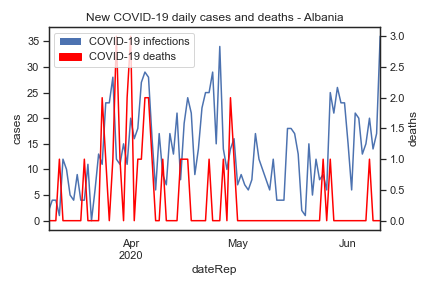 New COVID-19 daily cases and deaths - Albania
COVID-19 infections
COVID-19 deaths
cases
35
30
25
20
15
10
5
0
3.0
2.5
2.0
1.5
1.0
0.5
0.0
deaths
Apr
2020
May
Jun
dateRep